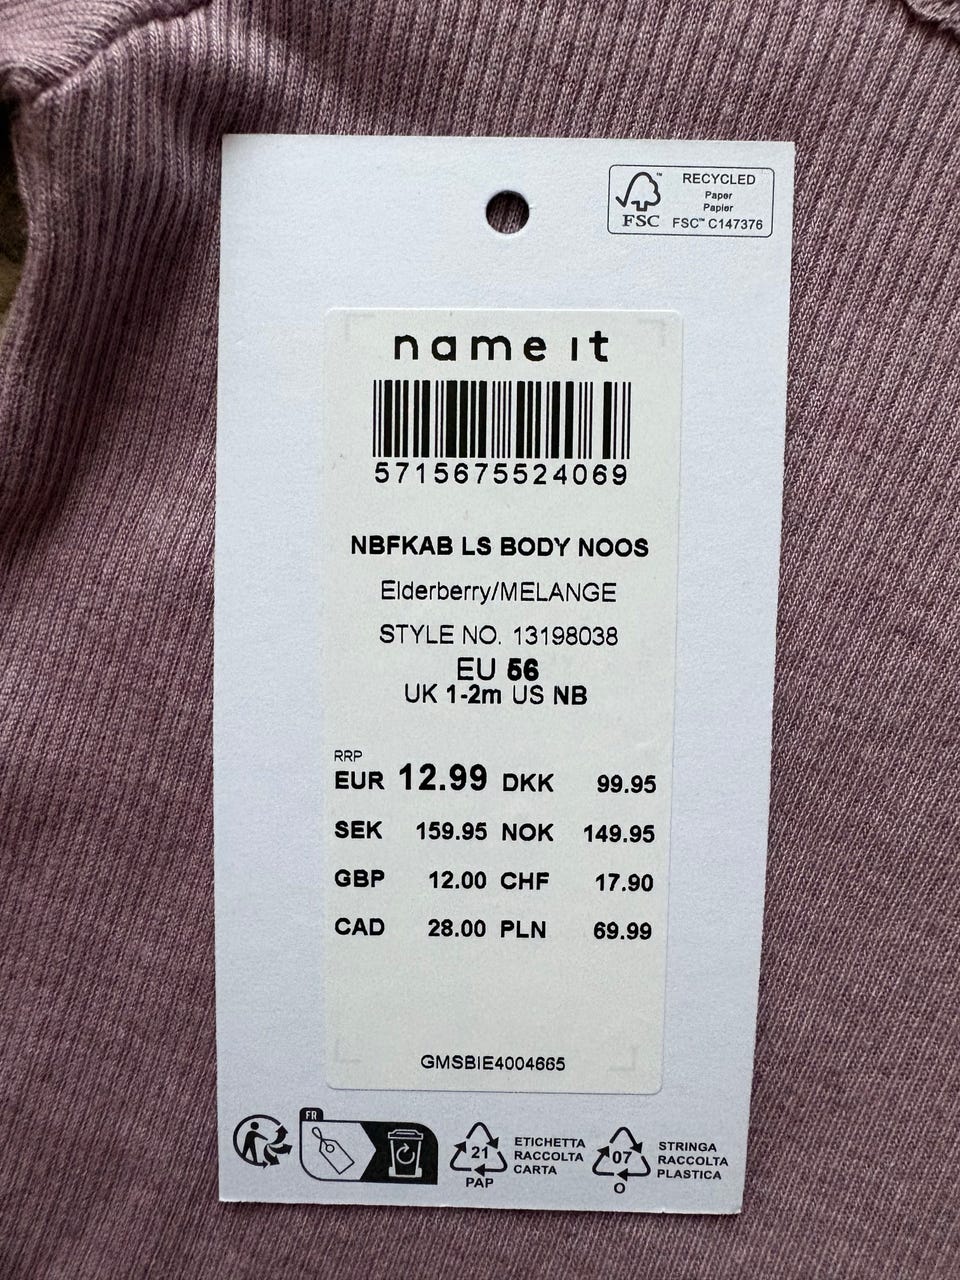 FSC™
RECYCLED
Paper
Papier
FSC™ C147376
name it
5715675524069
NBFKAB LS BODY NOOS
Elderberry/MELANGE
STYLE NO. 13198038
EU 56
UK 1-2m US NB
RRP
EUR 12.99 DKK 99.95
SEK 159.95 NOK 149.95
GBP 12.00 CHF 17.90
CAD 28.00 PLN 69.99
GMSBIE4004665
FR
21
PAP
ETICHETTA
RACCOLTA
CARTA
07
O
STRINGA
RACCOLTA
PLASTICA